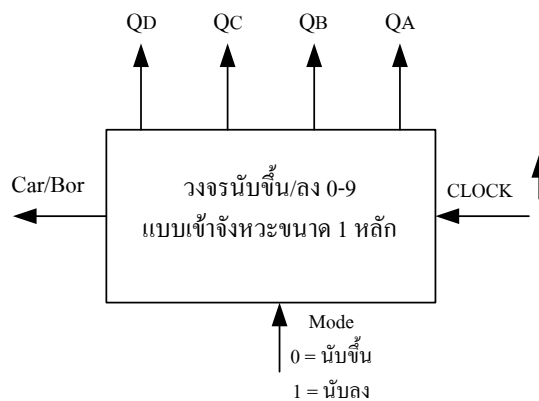 QD QC QB QA
Car/Bor
วงจรนับขึ้น/ลง 0-9
แบบเข้าจังหวะขนาด 1 หลัก
CLOCK
Mode
0 = นับขึ้น
1 = นับลง